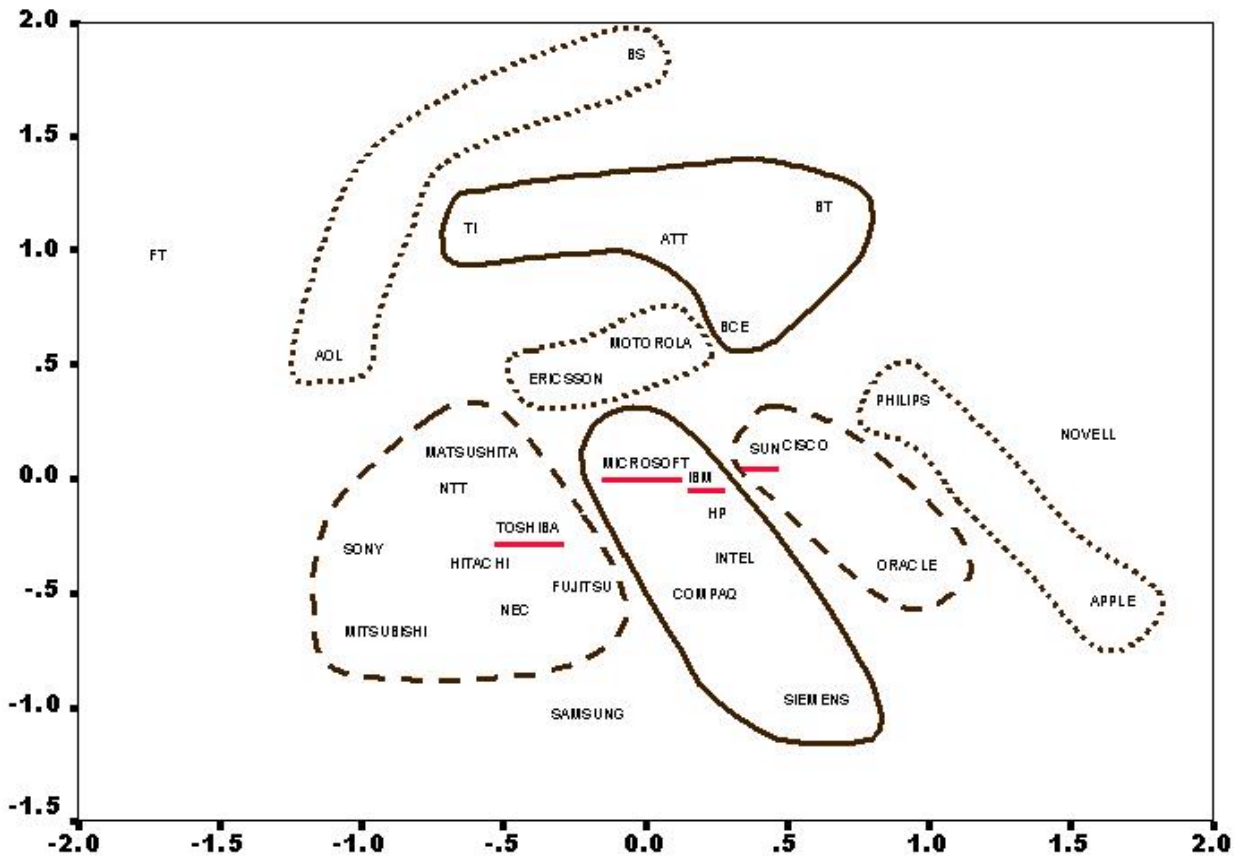 2.0
BS
1.5
TI
ATT
BT
1.0
FT
BCE
MOTOROLA
AOL
.5
ERICSSON
PHILIPS
NOVELL
MATSUSHITA
SUN CISCO
MICROSOFT
0.0
IBM
NTT
HP
TOSHIBA
SONY
HITACHI
INTEL
ORACLE
-.5
FUJITSU
COMPAQ
NEC
APPLE
MITSUBISHI
-1.0
SAMSUNG
SIEMENS
-1.5
-2.0 -1.5 -1.0 -.5 0.0 .5 1.0 1.5 2.0